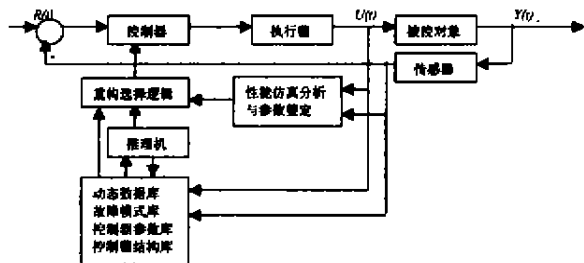 R(t)
控制器
执行器
U(t)
被控对象
Y(t)
传感器
重构选择逻辑
性能仿真分析
与参数整定
推理机
动态数据库
故障模式库
控制器参数库
控制器结构库